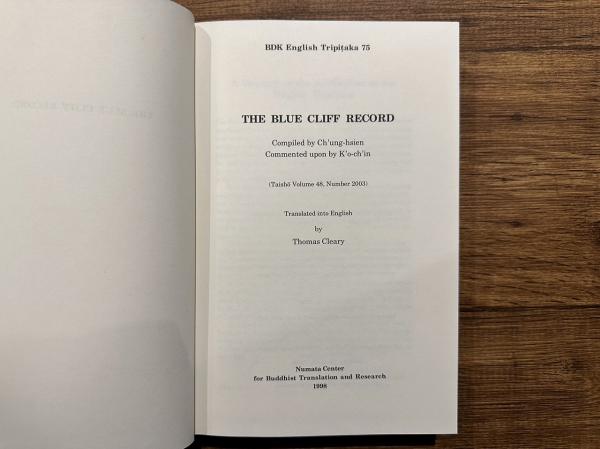 BDK English Tripiṭaka 75
THE BLUE CLIFF RECORD
Compiled by Ch'ung-hsien
Commented upon by K'o-ch'in
(Taishō Volume 48, Number 2003)
Translated into English
by
Thomas Cleary
Numata Center
for Buddhist Translation and Research
1998